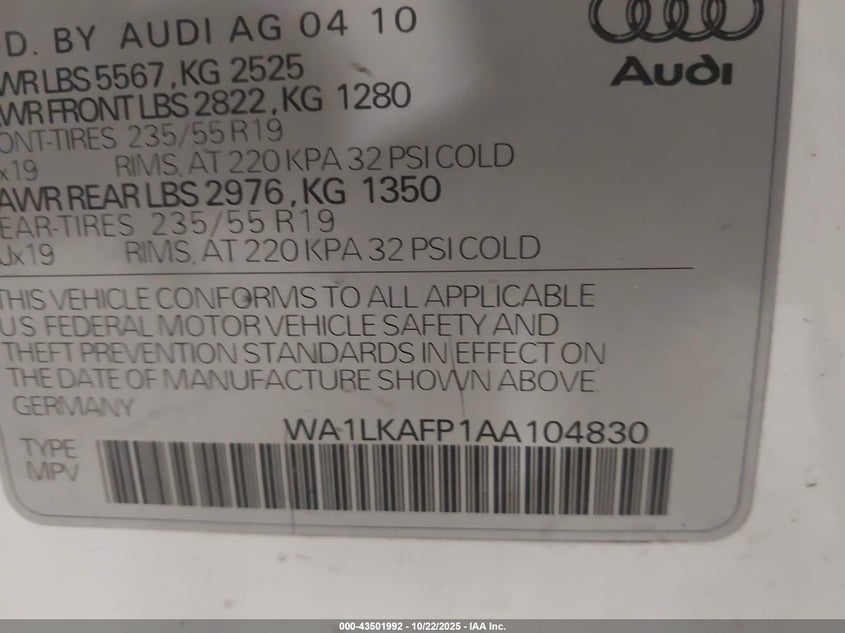 D. BY AUDI AG 04 10
Audi
WR LBS 5567, KG 2525
AWR FRONT LBS 2822, KG 1280
ONT-TIRES 235/55 R19
x19 RIMS, AT 220 KPA 32 PSI COLD
AWR REAR LBS 2976, KG 1350
EAR-TIRES 235/55 R19
Jx19 RIMS, AT 220 KPA 32 PSI COLD
THIS VEHICLE CONFORMS TO ALL APPLICABLE
U.S FEDERAL MOTOR VEHICLE SAFETY AND
THEFT PREVENTION STANDARDS IN EFFECT ON
THE DATE OF MANUFACTURE SHOWN ABOVE.
GERMANY
WA1LKAFP1AA104830
TYPE
MPV
000-43501992 - 10/22/2025 - IAA Inc.